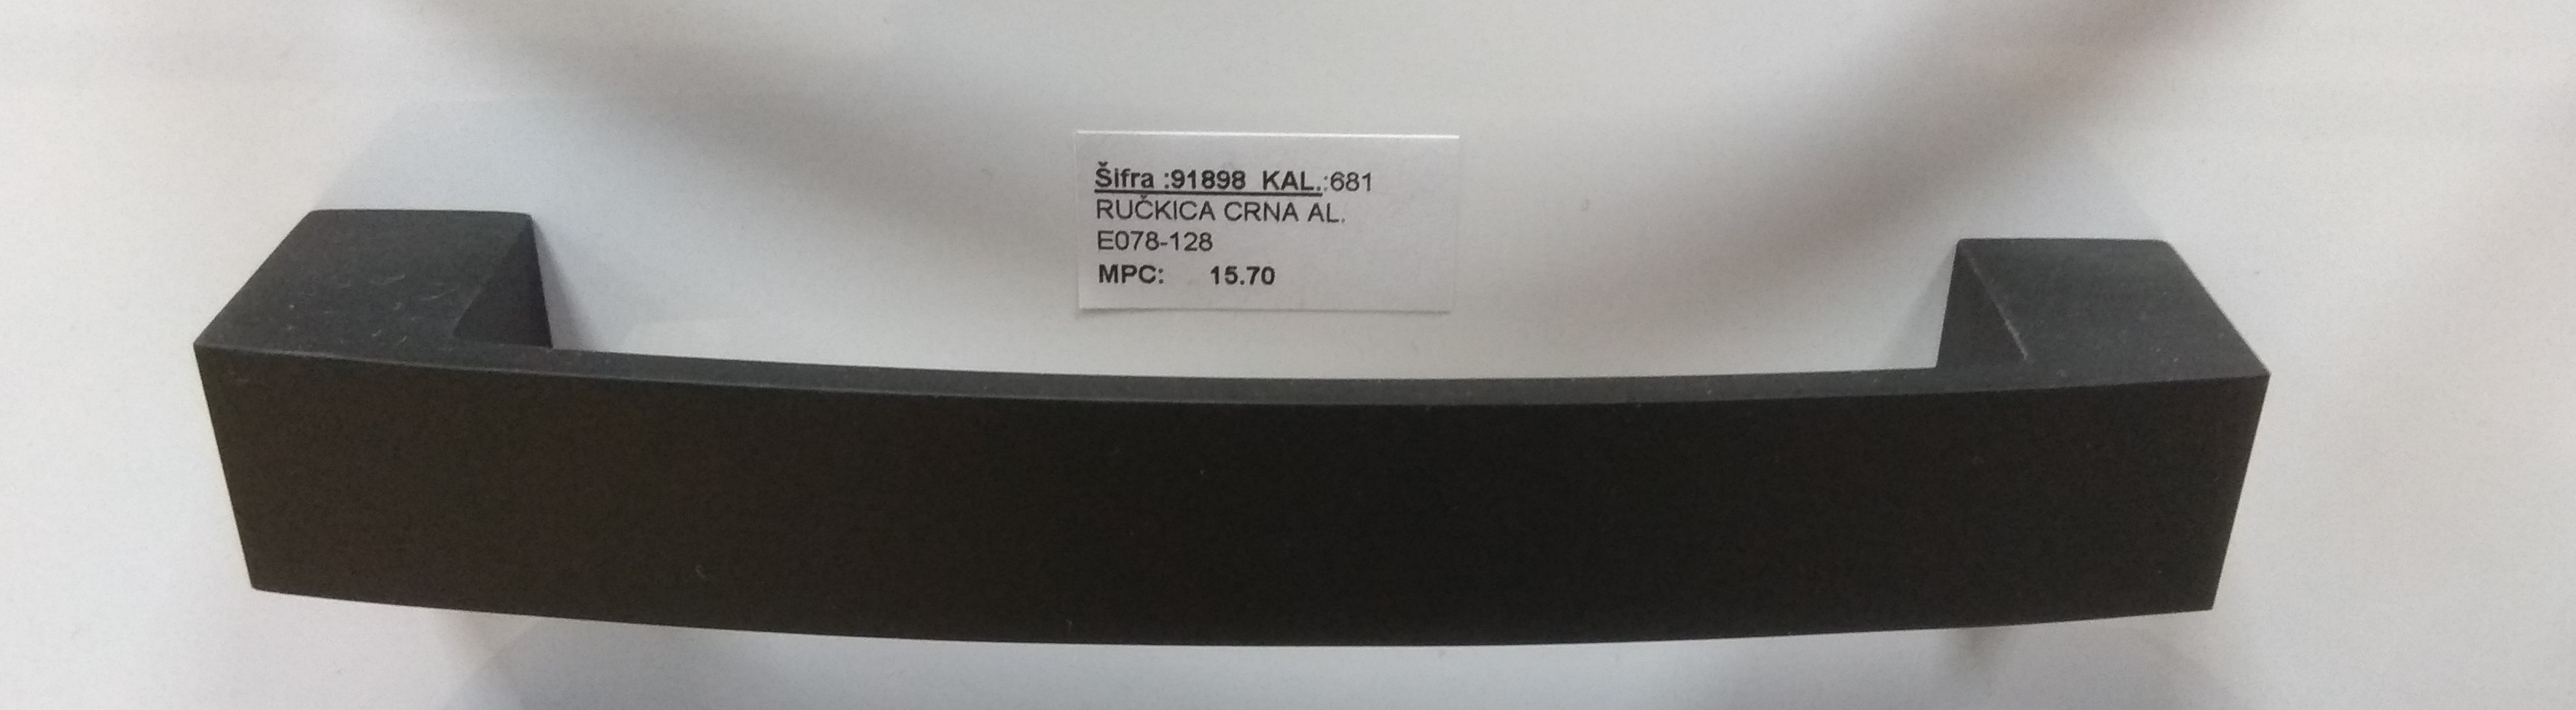 Šifra :91898 KAL.:681
RUČKICA CRNA AL.
E078-128
MPC: 15.70